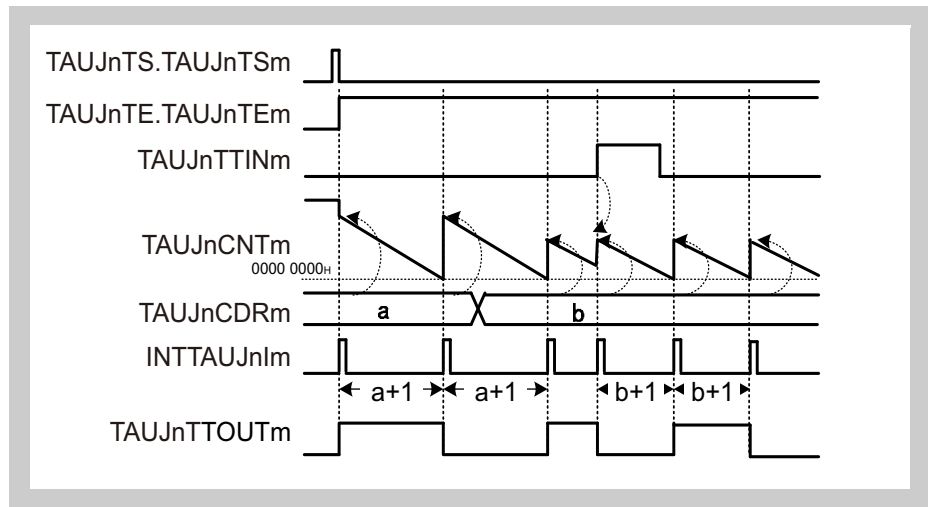 TAUJnTS.TAUJnTSm
TAUJnTE.TAUJnTEm
TAUJnTTINm
TAUJnCNTm
0000 0000H
TAUJnCDRm
a
b
INTTAUJnIm
a+1
a+1
b+1
b+1
TAUJnTTOUTm